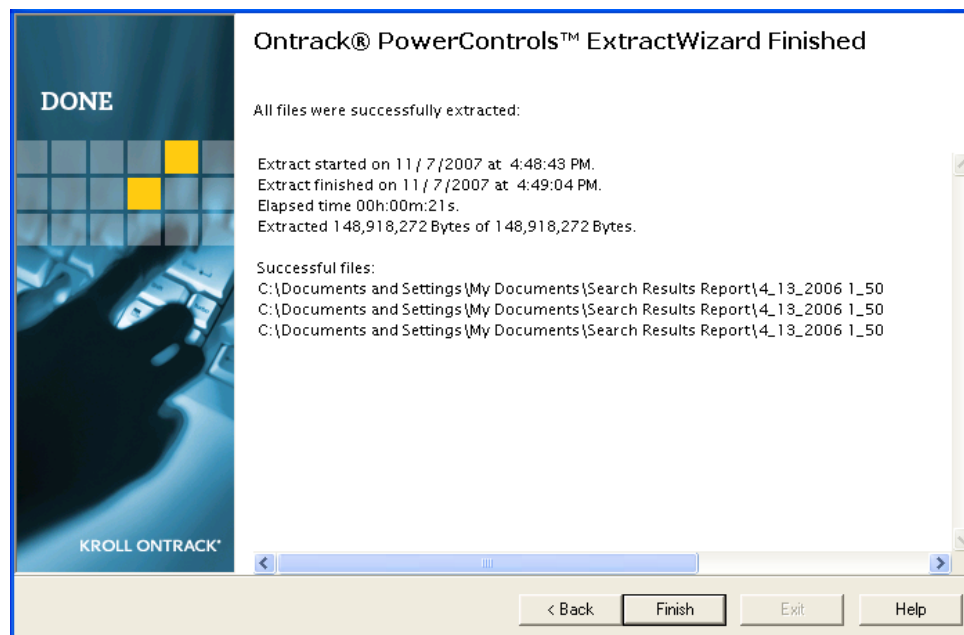 Ontrack® PowerControls™ ExtractWizard Finished
DONE
All files were successfully extracted:
Extract started on 11/ 7/2007 at 4:48:43 PM.
Extract finished on 11/ 7/2007 at 4:49:04 PM.
Elapsed time 00h:00m:21s.
Extracted 148,918,272 Bytes of 148,918,272 Bytes.
Successful files:
C:\Documents and Settings\My Documents\Search Results Report\4_13_2006 1_50
C:\Documents and Settings\My Documents\Search Results Report\4_13_2006 1_50
C:\Documents and Settings\My Documents\Search Results Report\4_13_2006 1_50
KROLL ONTRACK®
< Back Finish Exit Help